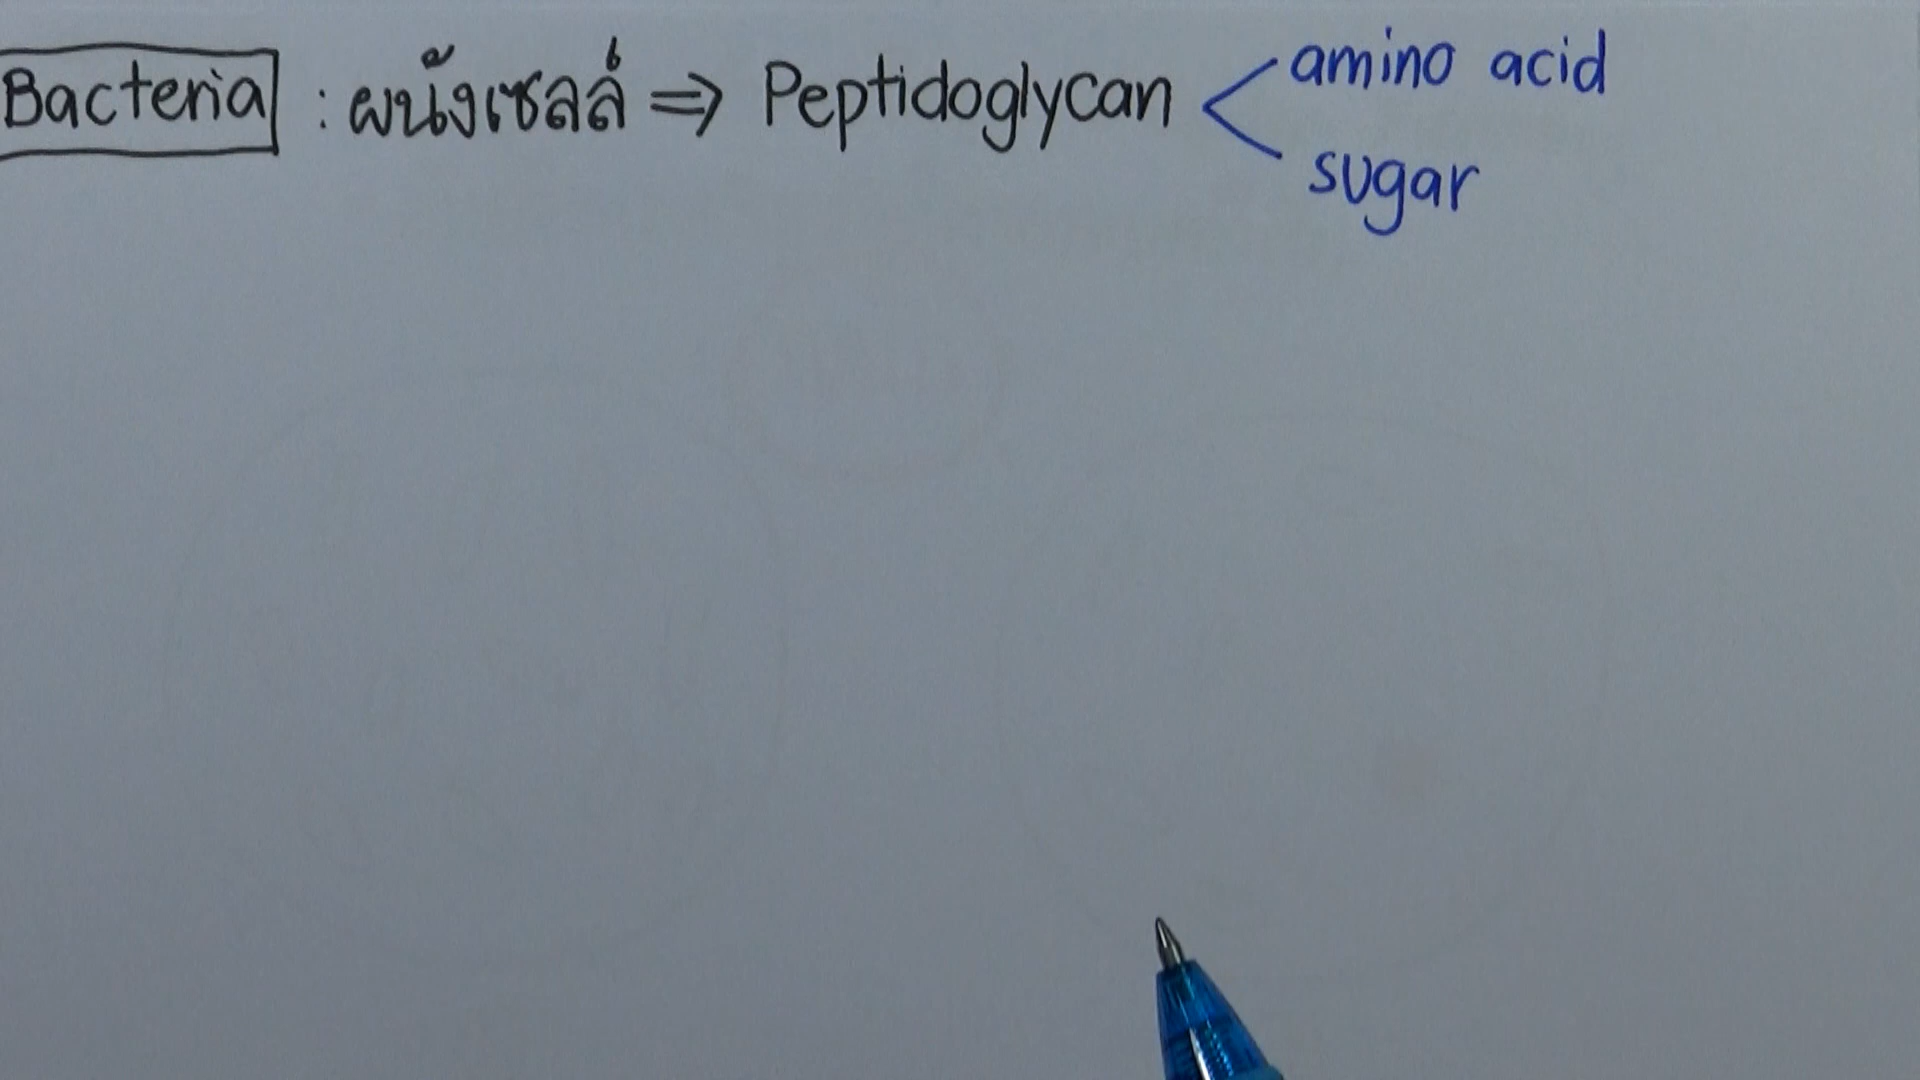 Bacteria : ผนังเซลล์ ⇒ Peptidoglycan < amino acid
sugar